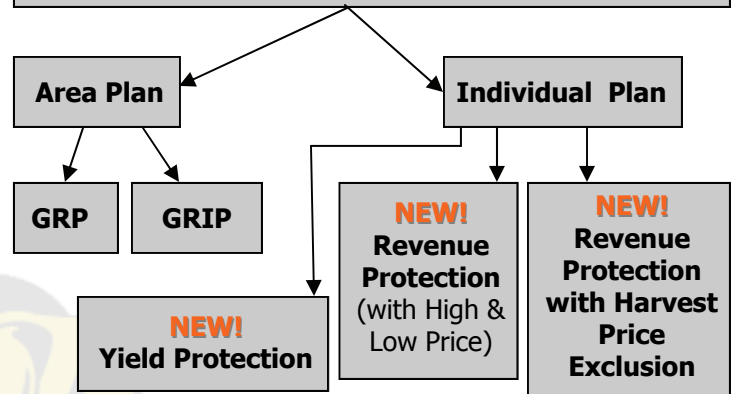 Area Plan
Individual Plan
GRP
GRIP
NEW!
Yield Protection
NEW!
Revenue
Protection
(with High &
Low Price)
NEW!
Revenue
Protection
with Harvest
Price
Exclusion